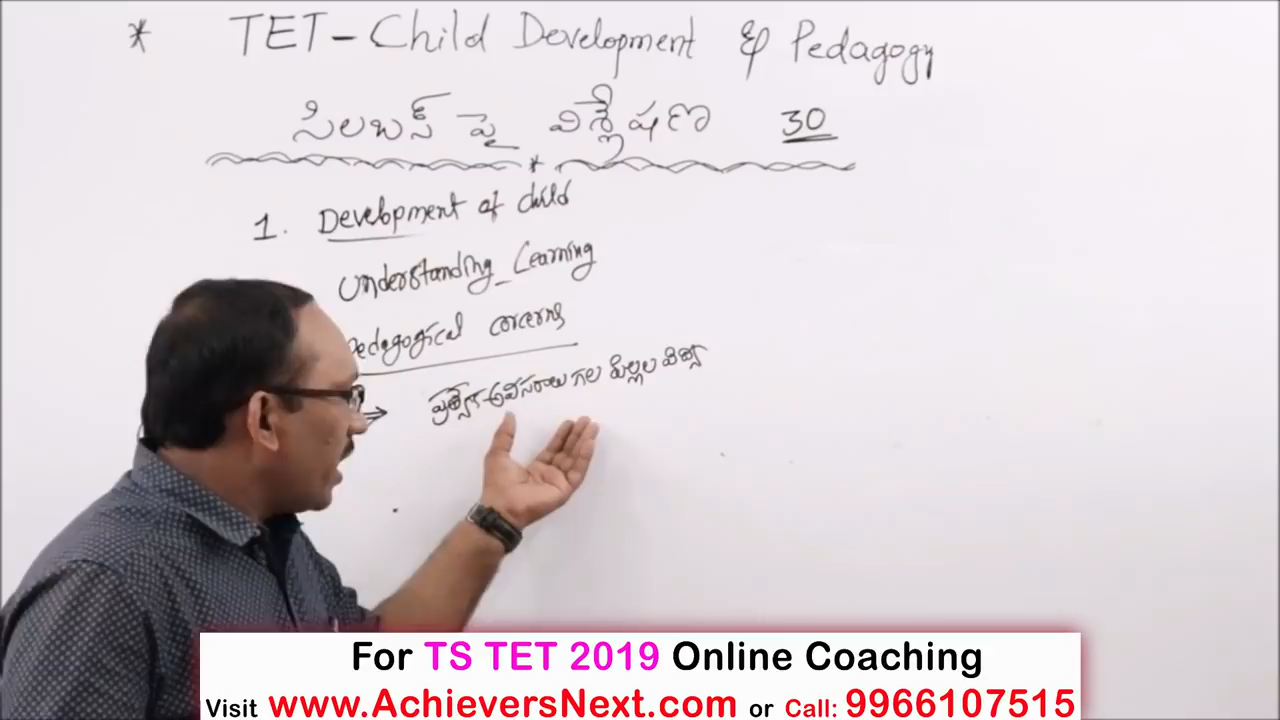 * TET - Child Development & Pedagogy
సిలబస్ పై విశ్లేషణ 30
*
1. Development of child
Understanding Learning
Pedagogical concerns
→ ప్రత్యేక అవసరాలు గల పిల్లల విద్య
For TS TET 2019 Online Coaching
Visit www.AchieversNext.com or Call: 9966107515